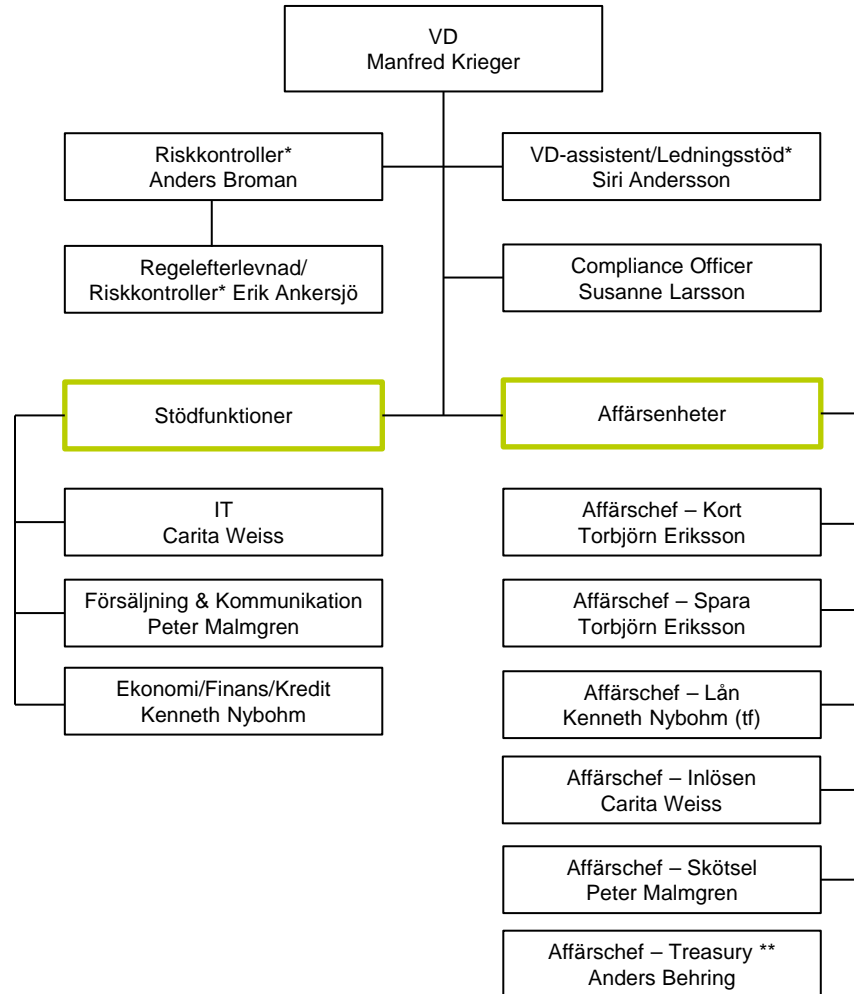 VD
Manfred Krieger
Riskkontroller*
Anders Broman
VD-assistent/Ledningsstöd*
Siri Andersson
Regelefterlevnad/
Riskkontroller* Erik Ankersjö
Compliance Officer
Susanne Larsson
Stödfunktioner
Affärsenheter
IT
Carita Weiss
Försäljning & Kommunikation
Peter Malmgren
Ekonomi/Finans/Kredit
Kenneth Nybohm
Affärschef – Kort
Torbjörn Eriksson
Affärschef – Spara
Torbjörn Eriksson
Affärschef – Lån
Kenneth Nybohm (tf)
Affärschef – Inlösen
Carita Weiss
Affärschef – Skötsel
Peter Malmgren
Affärschef – Treasury **
Anders Behring